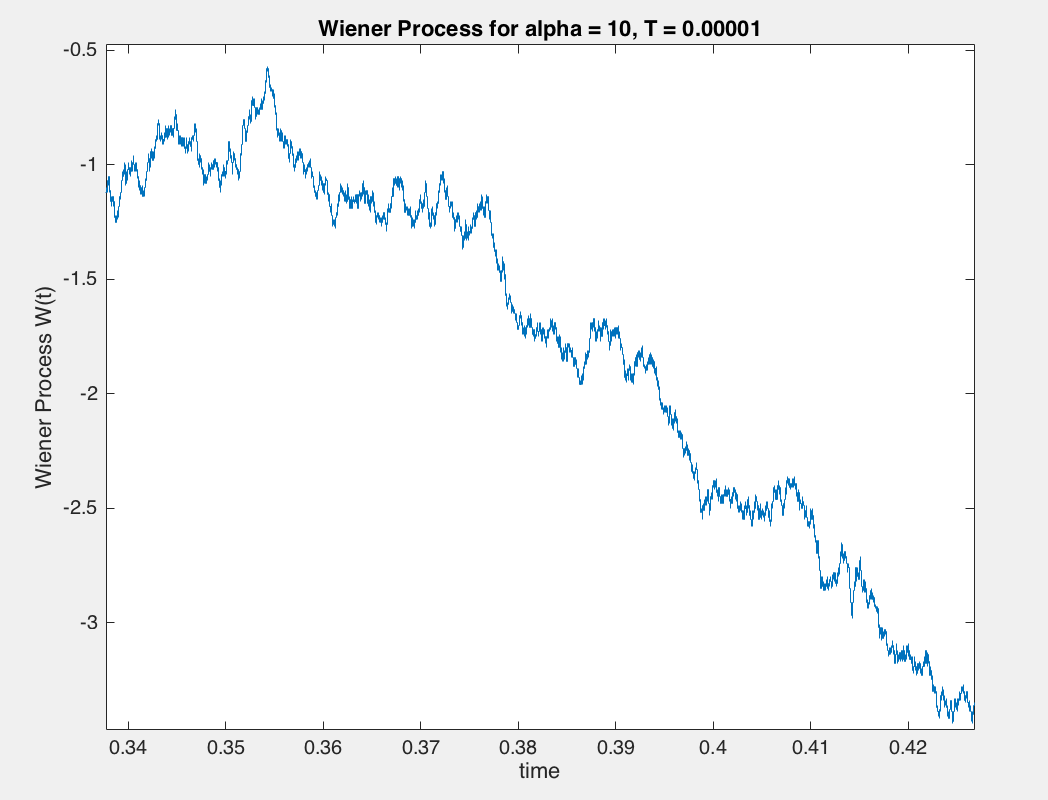 Wiener Process for alpha = 10, T = 0.00001
-0.5
-1
-1.5
-2
-2.5
-3
Wiener Process W(t)
0.34 0.35 0.36 0.37 0.38 0.39 0.4 0.41 0.42
time